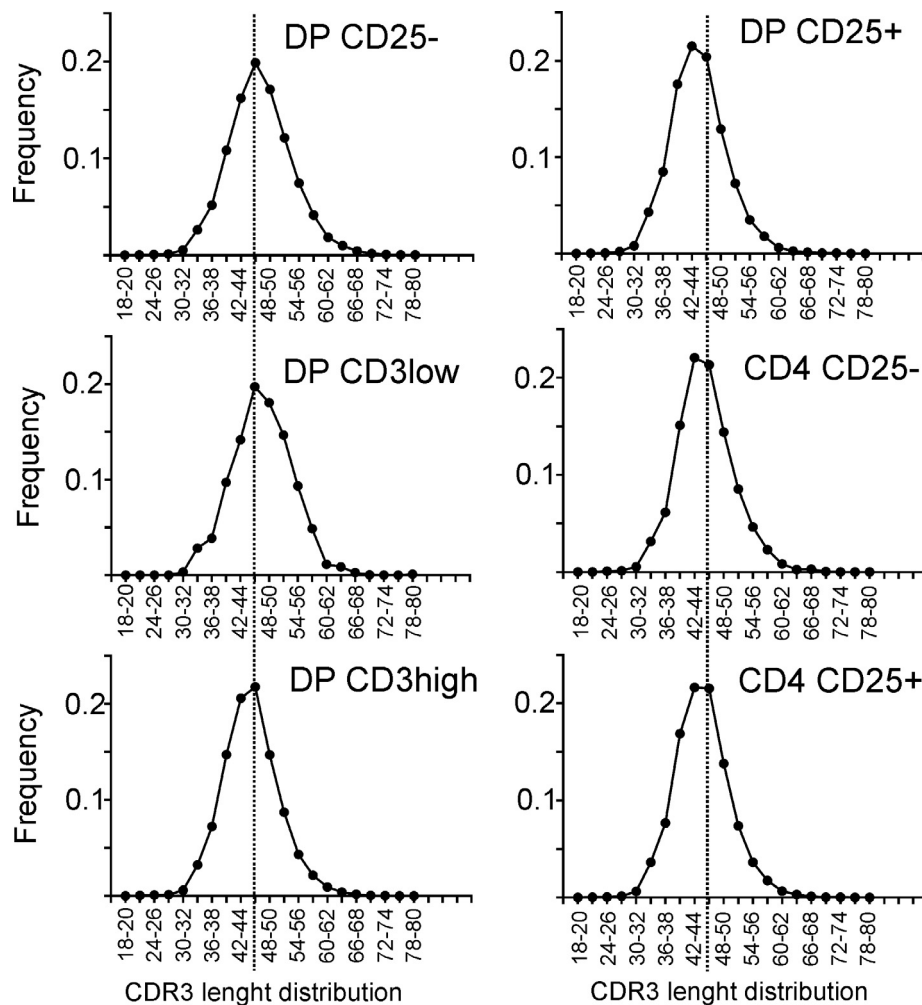 DP CD25-
Frequency
0.2
0.1
18-20 24-26 30-32 36-38 42-44 48-50 54-56 60-62 66-68 72-74 78-80
DP CD25+
0.2
0.1
18-20 24-26 30-32 36-38 42-44 48-50 54-56 60-62 66-68 72-74 78-80
DP CD3low
Frequency
0.2
0.1
18-20 24-26 30-32 36-38 42-44 48-50 54-56 60-62 66-68 72-74 78-80
CD4 CD25-
0.2
0.1
18-20 24-26 30-32 36-38 42-44 48-50 54-56 60-62 66-68 72-74 78-80
DP CD3high
Frequency
0.2
0.1
18-20 24-26 30-32 36-38 42-44 48-50 54-56 60-62 66-68 72-74 78-80
CDR3 lenght distribution
CD4 CD25+
0.2
0.1
18-20 24-26 30-32 36-38 42-44 48-50 54-56 60-62 66-68 72-74 78-80
CDR3 lenght distribution